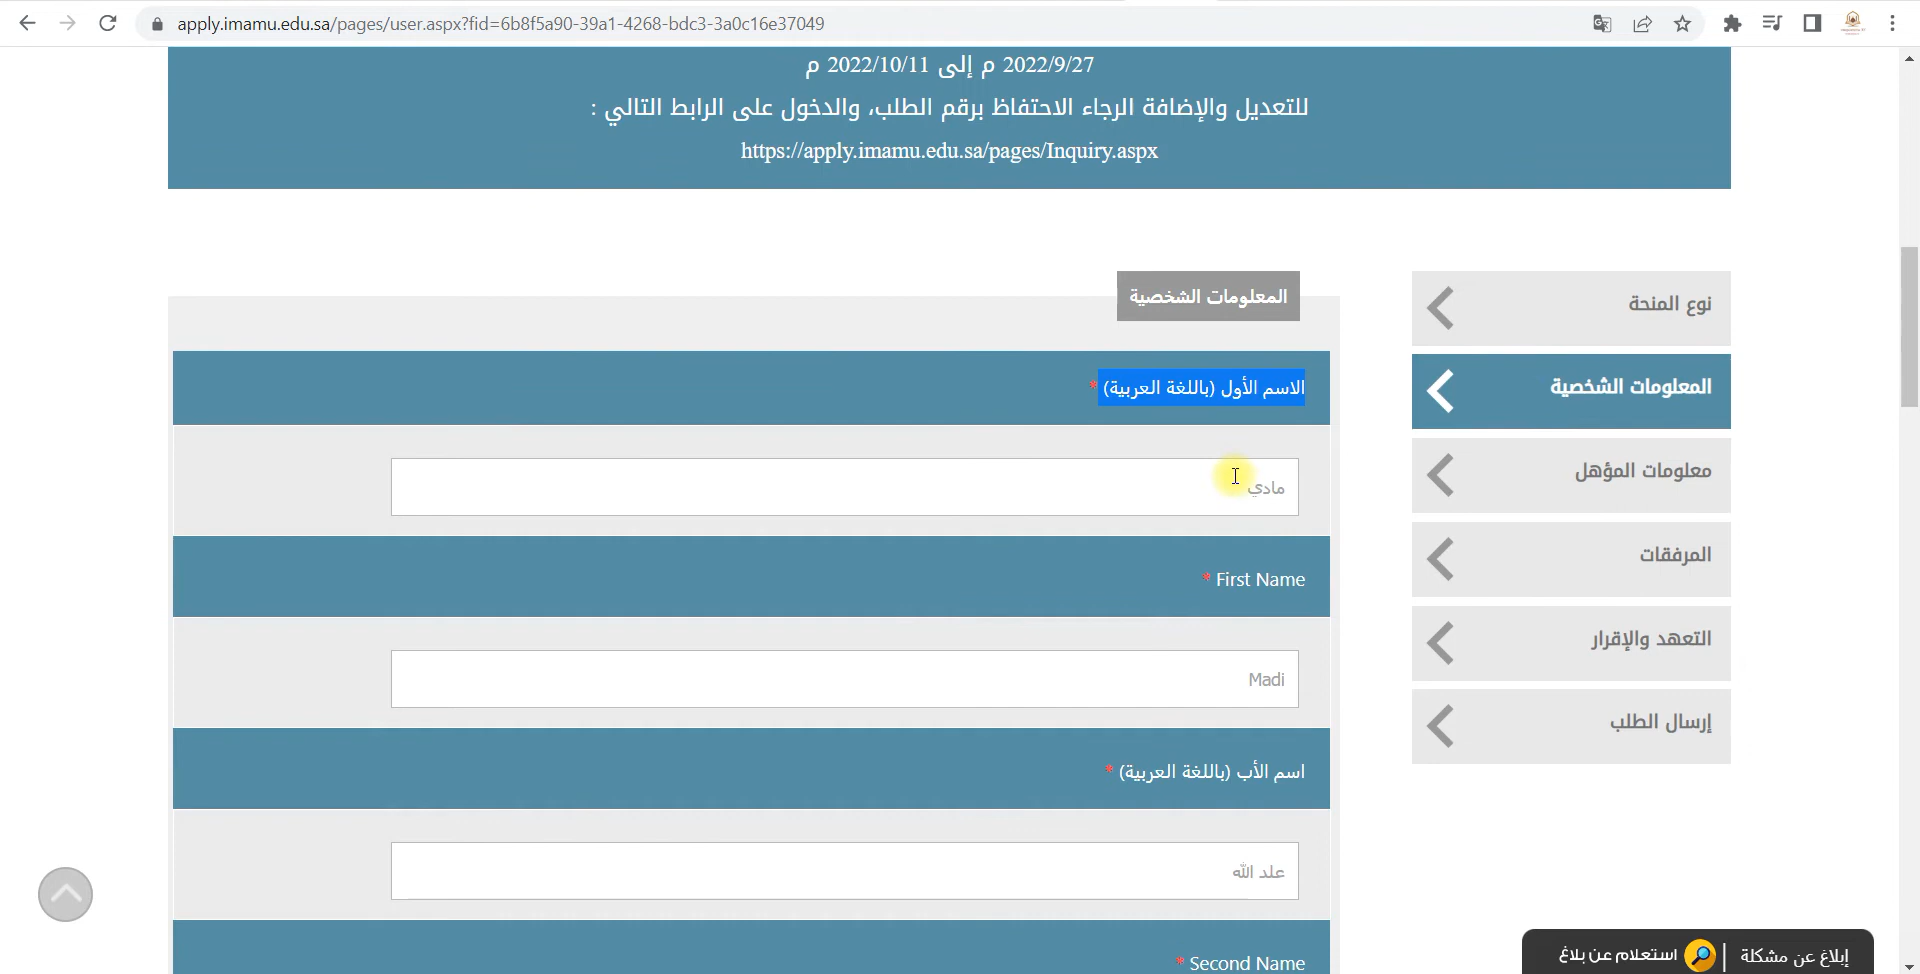 apply.imamu.edu.sa/pages/user.aspx?fid=6b8f5a90-39a1-4268-bdc3-3a0c16e37049
2022/9/27 م إلى 2022/10/11 م
للتعديل والإضافة الرجاء الاحتفاظ برقم الطلب، والدخول على الرابط التالي :
https://apply.imamu.edu.sa/pages/Inquiry.aspx
نوع المنحة
المعلومات الشخصية
معلومات المؤهل
المرفقات
التعهد والإقرار
إرسال الطلب
المعلومات الشخصية
الاسم الأول (باللغة العربية) *
مادي
* First Name
Madi
اسم الأب (باللغة العربية) *
علد الله
* Second Name
إبلاغ عن مشكلة | استعلام عن بلاغ